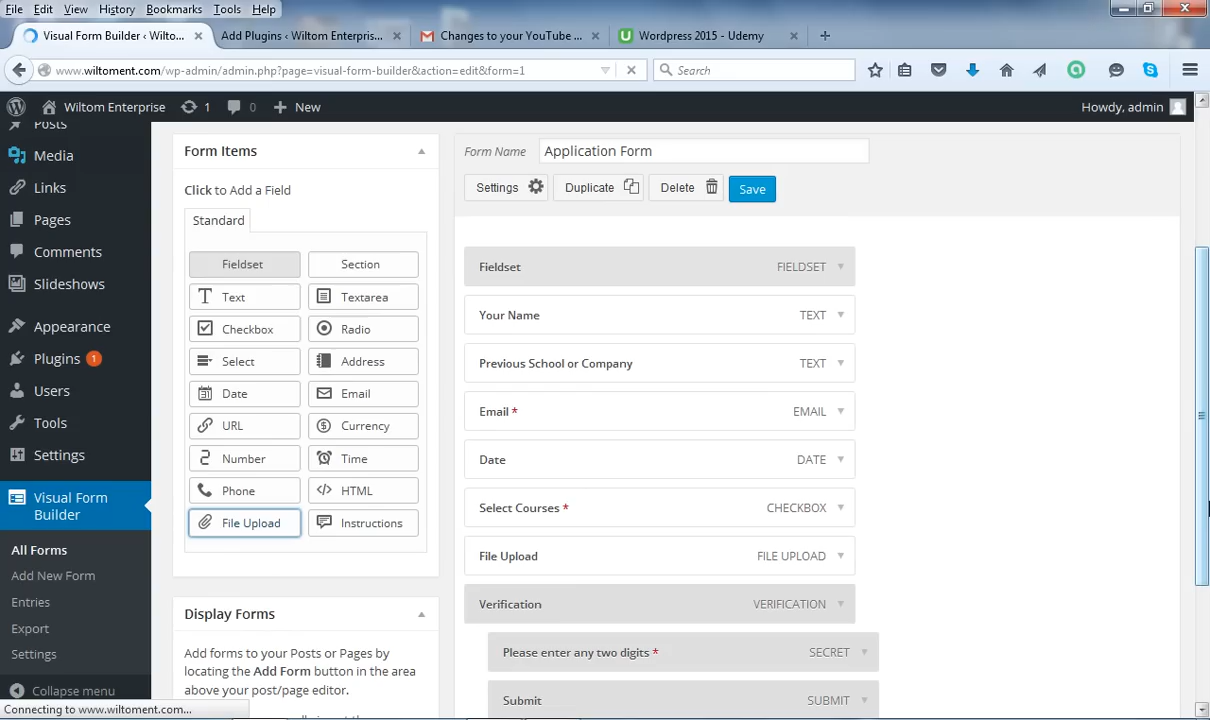 File Edit View History Bookmarks Tools Help
Visual Form Builder ‹ Wilto...
Add Plugins ‹ Wiltom Enterpris...
Changes to your YouTube ...
Wordpress 2015 - Udemy
www.wiltoment.com/wp-admin/admin.php?page=visual-form-builder&action=edit&form=1
Search
Wiltom Enterprise
1
0
New
Howdy, admin
Posts
Media
Links
Pages
Comments
Slideshows
Appearance
Plugins 1
Users
Tools
Settings
Visual Form
Builder
All Forms
Add New Form
Entries
Export
Settings
Collapse menu
Connecting to www.wiltoment.com...
Form Items
Click to Add a Field
Standard
Fieldset Section
Text Textarea
Checkbox Radio
Select Address
Date Email
URL Currency
Number Time
Phone HTML
File Upload Instructions
Display Forms
Add forms to your Posts or Pages by
locating the Add Form button in the area
above your post/page editor.
Form Name Application Form
Settings Duplicate Delete Save
Fieldset FIELDSET
Your Name TEXT
Previous School or Company TEXT
Email * EMAIL
Date DATE
Select Courses * CHECKBOX
File Upload FILE UPLOAD
Verification VERIFICATION
Please enter any two digits * SECRET
Submit SUBMIT